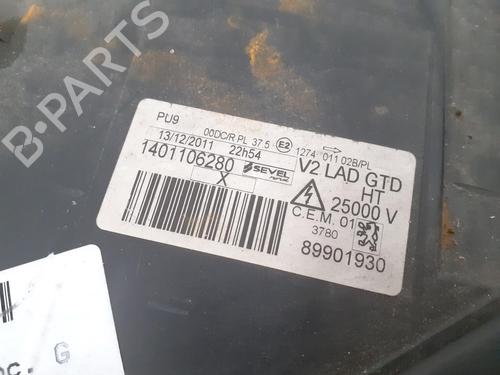 B-PARTS
PU9
00DC/R PL 37.5 E2 1274 011 02B/PL
13/12/2011 22h54
1401106280
SEVEL
X
V2 LAD GTD
HT
25000 V
C.E.M. 01
3780
89901930
G